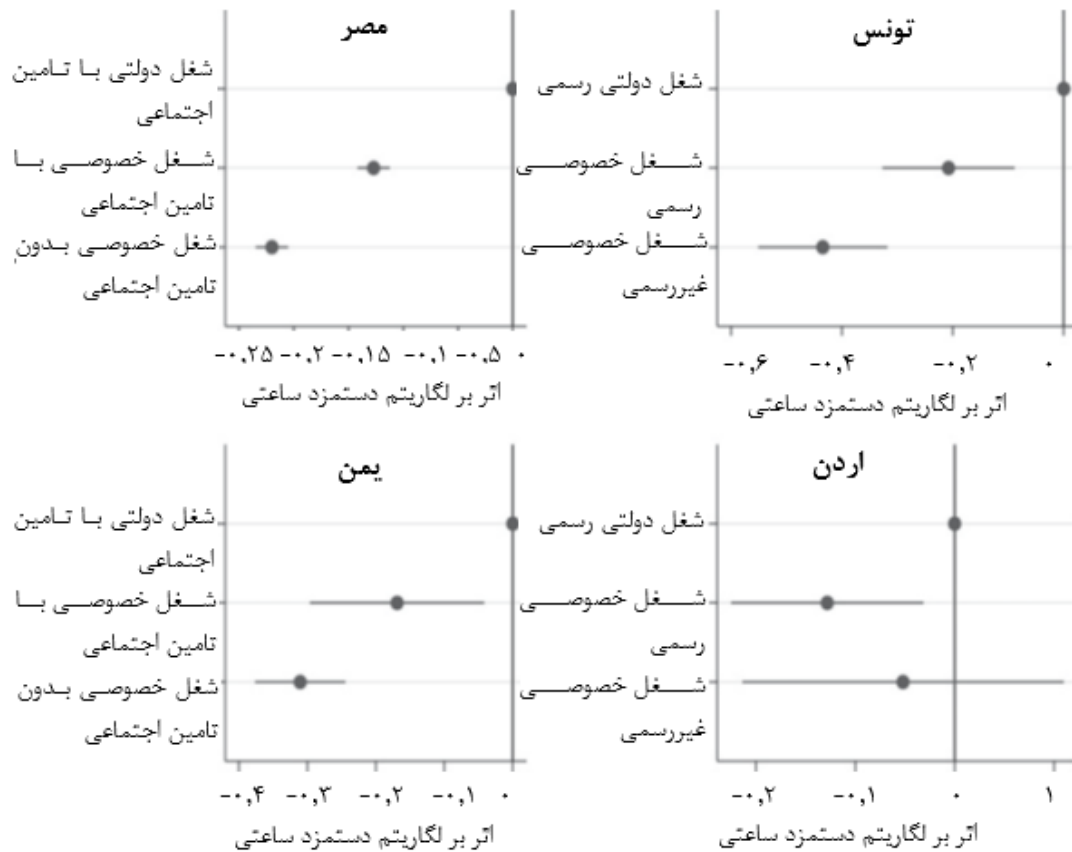 مصر
شغل دولتی با تامین
اجتماعی
شغل خصوصی با
تامین اجتماعی
شغل خصوصی بدون
تامین اجتماعی
-۰٫۲۵ -۰٫۲ -۰٫۱۵ -۰٫۱ -۰٫۵ ۰
اثر بر لگاریتم دستمزد ساعتی
تونس
شغل دولتی رسمی
شغل خصوصی
رسمی
شغل خصوصی
غیررسمی
-۰٫۶ -۰٫۴ -۰٫۲ ۰
اثر بر لگاریتم دستمزد ساعتی
یمن
شغل دولتی با تامین
اجتماعی
شغل خصوصی با
تامین اجتماعی
شغل خصوصی بدون
تامین اجتماعی
-۰٫۴ -۰٫۳ -۰٫۲ -۰٫۱ ۰
اثر بر لگاریتم دستمزد ساعتی
اردن
شغل دولتی رسمی
شغل خصوصی
رسمی
شغل خصوصی
غیررسمی
-۰٫۲ -۰٫۱ ۰ ۱
اثر بر لگاریتم دستمزد ساعتی